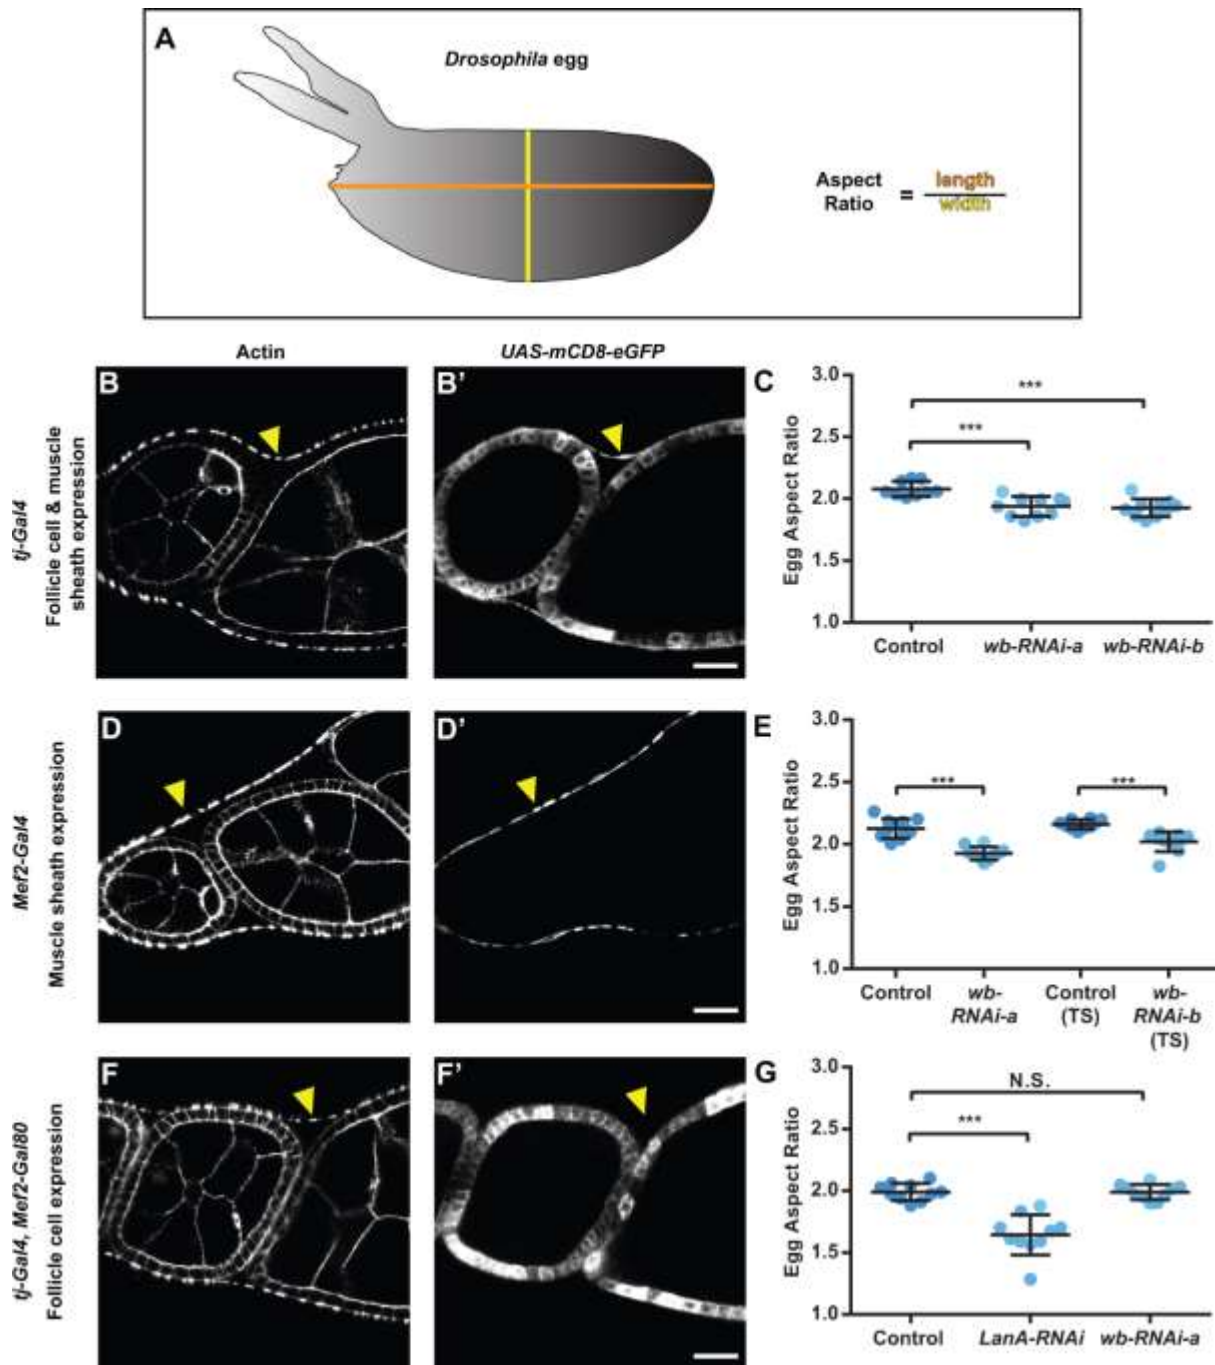 A
Drosophila egg
Aspect
Ratio
=
length
width
Actin
UAS-mCD8-eGFP
tj-Gal4
Follicle cell & muscle
sheath expression
B
B'
C
Egg Aspect Ratio
3.0
2.5
2.0
1.5
1.0
***
***
Control
wb-RNAi-a
wb-RNAi-b
Mef2-Gal4
Muscle sheath expression
D
D'
E
Egg Aspect Ratio
3.0
2.5
2.0
1.5
1.0
***
***
Control
wb-
RNAi-a
Control
(TS)
wb-
RNAi-b
(TS)
tj-Gal4, Mef2-Gal80
Follicle cell expression
F
F'
G
Egg Aspect Ratio
3.0
2.5
2.0
1.5
1.0
N.S.
***
Control
LanA-RNAi
wb-RNAi-a